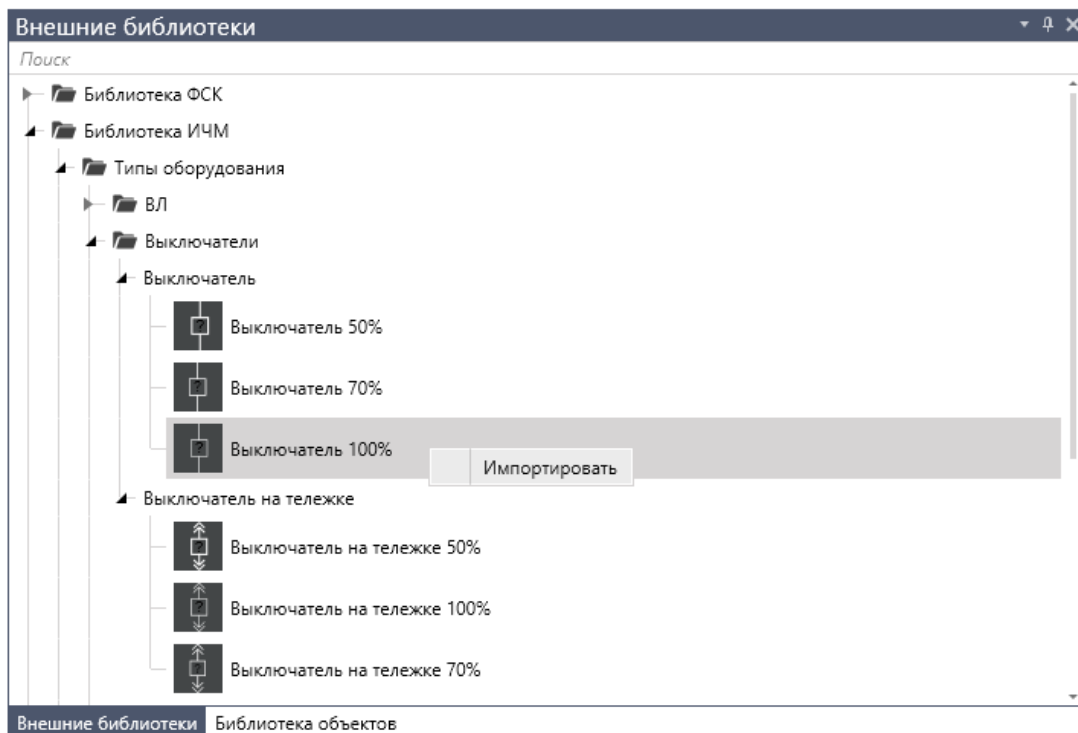 Внешние библиотеки
Поиск
Библиотека ФСК
Библиотека ИЧМ
Типы оборудования
ВЛ
Выключатели
Выключатель
? Выключатель 50%
? Выключатель 70%
? Выключатель 100%
Импортировать
Выключатель на тележке
? Выключатель на тележке 50%
? Выключатель на тележке 100%
? Выключатель на тележке 70%
Внешние библиотеки Библиотека объектов